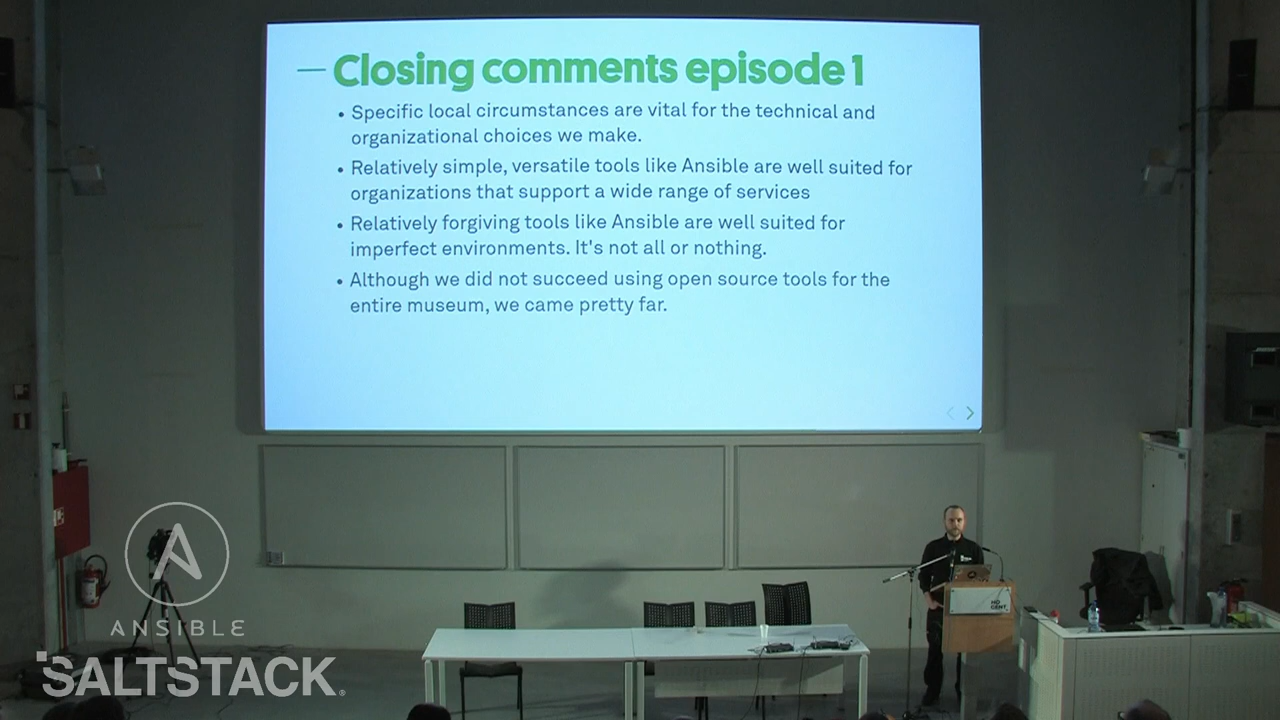 Closing comments episode 1
• Specific local circumstances are vital for the technical and
organizational choices we make.
• Relatively simple, versatile tools like Ansible are well suited for
organizations that support a wide range of services
• Relatively forgiving tools like Ansible are well suited for
imperfect environments. It's not all or nothing.
• Although we did not succeed using open source tools for the
entire museum, we came pretty far.
HO
GENT
ANSIBLE
SALTSTACK